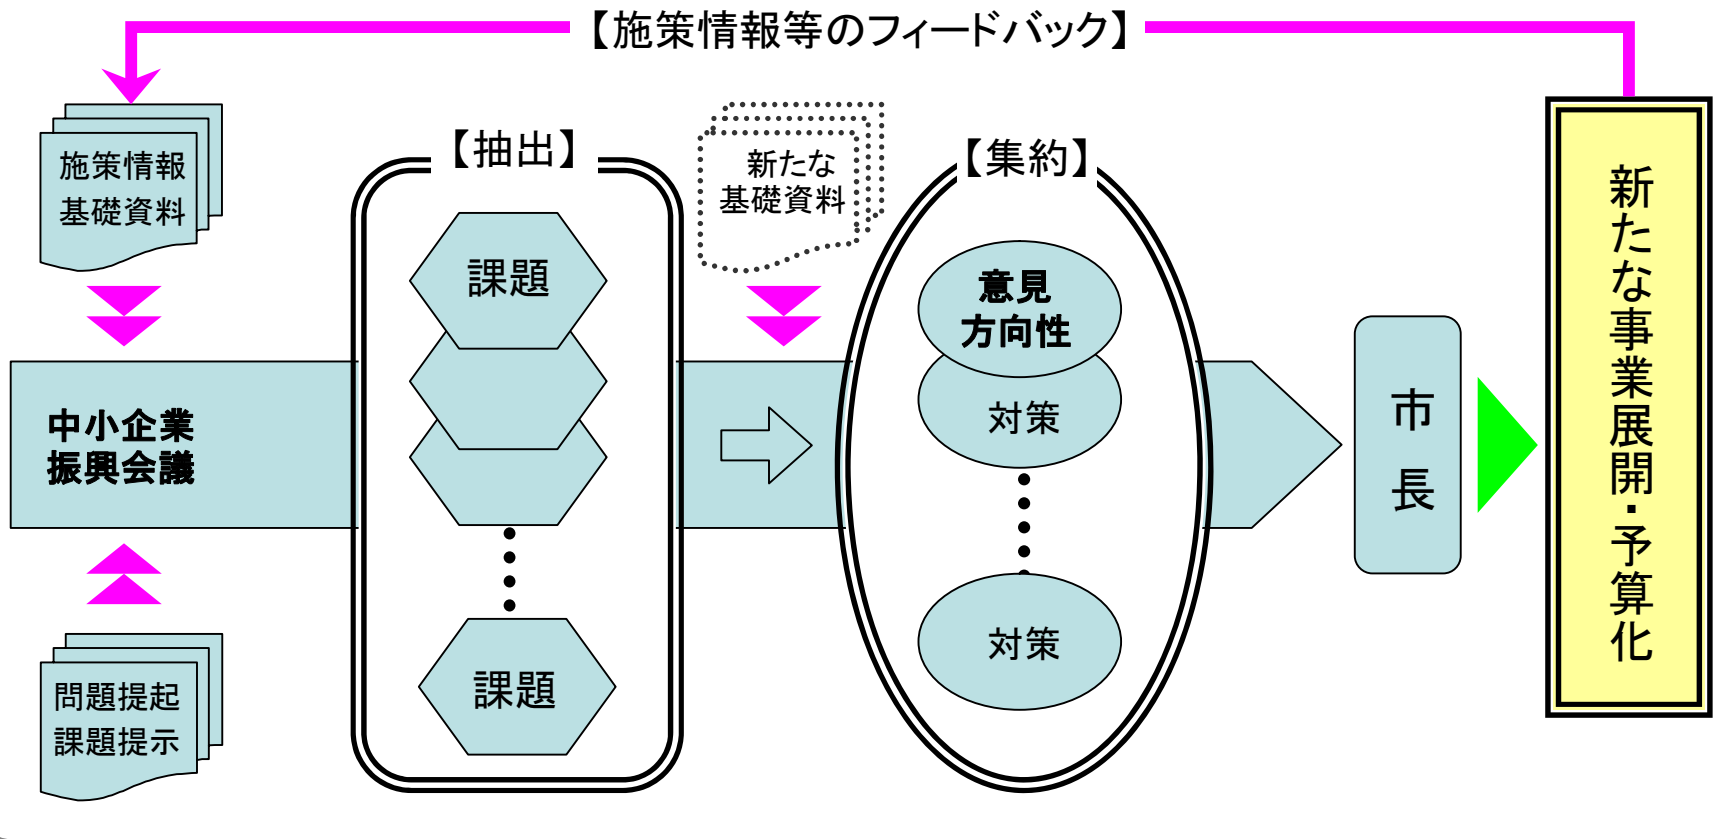 【施策情報等のフィードバック】
施策情報
基礎資料
【抽出】
新たな
基礎資料
【集約】
課題
意見
方向性
対策
中小企業
振興会議
市長
新たな事業展開・予算化
課題
対策
問題提起
課題提示